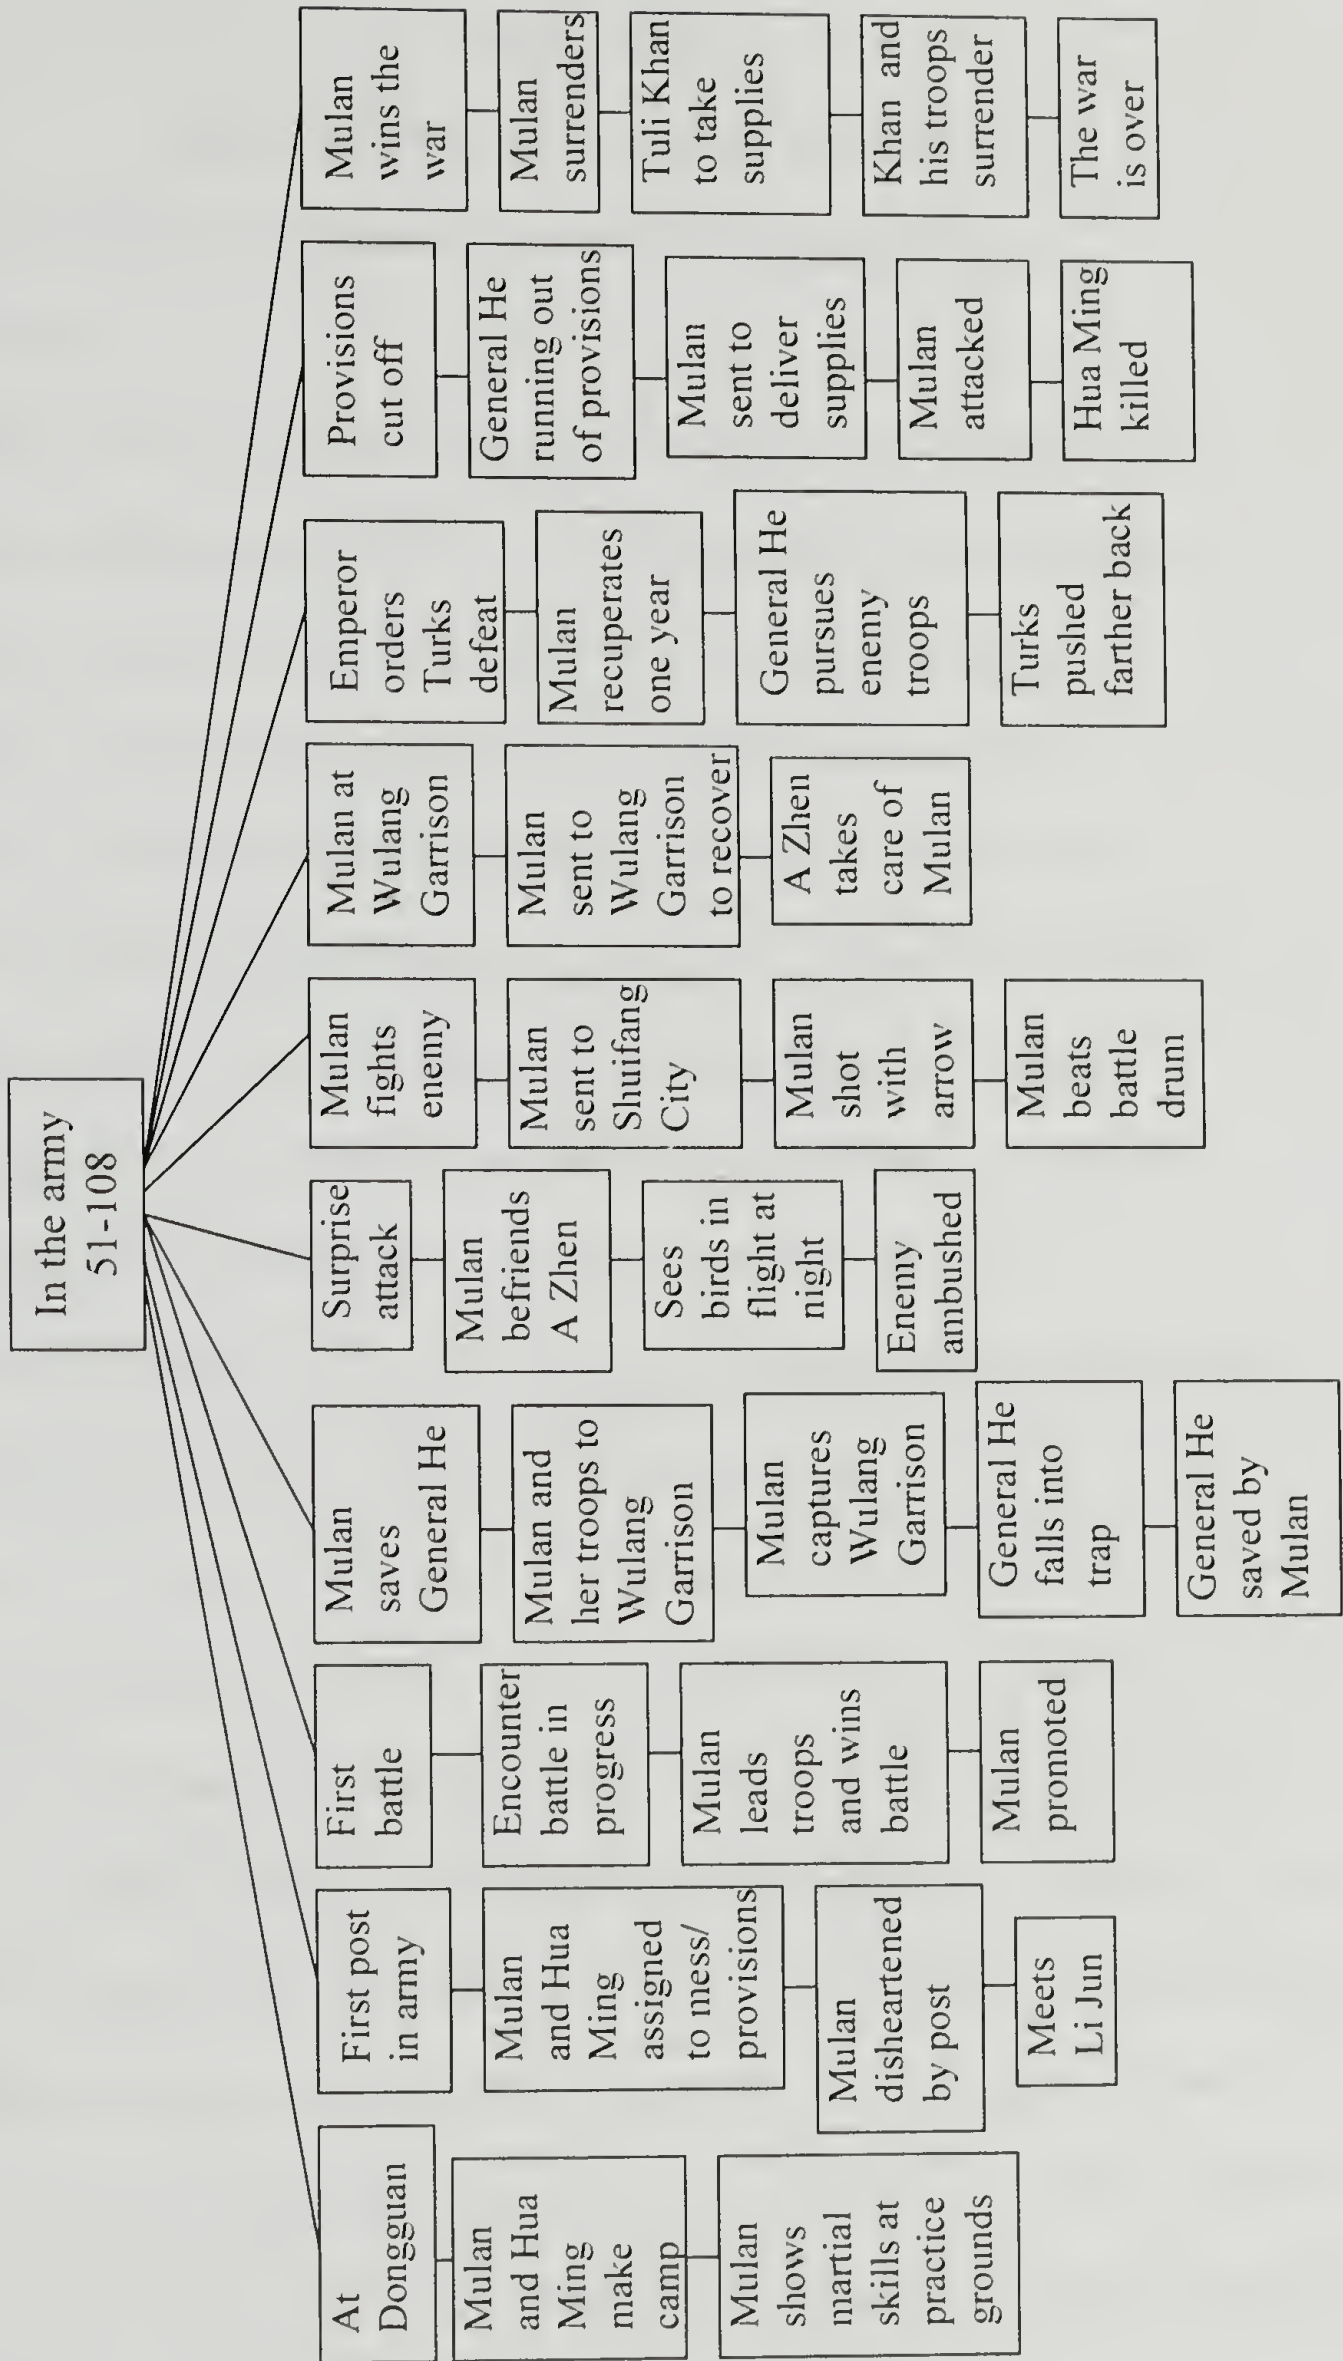 In the army
51-108
At
Dongguan
Mulan
and Hua
Ming
make
camp
Mulan
shows
martial
skills at
practice
grounds
First post
in army
Mulan
and Hua
Ming
assigned
to mess/
provisions
Mulan
disheartened
by post
Meets
Li Jun
First
battle
Encounter
battle in
progress
Mulan
leads
troops
and wins
battle
Mulan
promoted
Mulan
saves
General He
Mulan and
her troops to
Wulang
Garrison
Mulan
captures
Wulang
Garrison
General He
falls into
trap
General He
saved by
Mulan
Surprise
attack
Mulan
befriends
A Zhen
Sees
birds in
flight at
night
Enemy
ambushed
Mulan
fights
enemy
Mulan
sent to
Shuifang
City
Mulan
shot
with
arrow
Mulan
beats
battle
drum
Mulan at
Wulang
Garrison
Mulan
sent to
Wulang
Garrison
to recover
A Zhen
takes
care of
Mulan
Emperor
orders
Turks
defeat
Mulan
recuperates
one year
General He
pursues
enemy
troops
Turks
pushed
farther back
Provisions
cut off
General He
running out
of provisions
Mulan
sent to
deliver
supplies
Mulan
attacked
Hua Ming
killed
Mulan
wins the
war
Mulan
surrenders
Tuli Khan
to take
supplies
Khan and
his troops
surrender
The war
is over